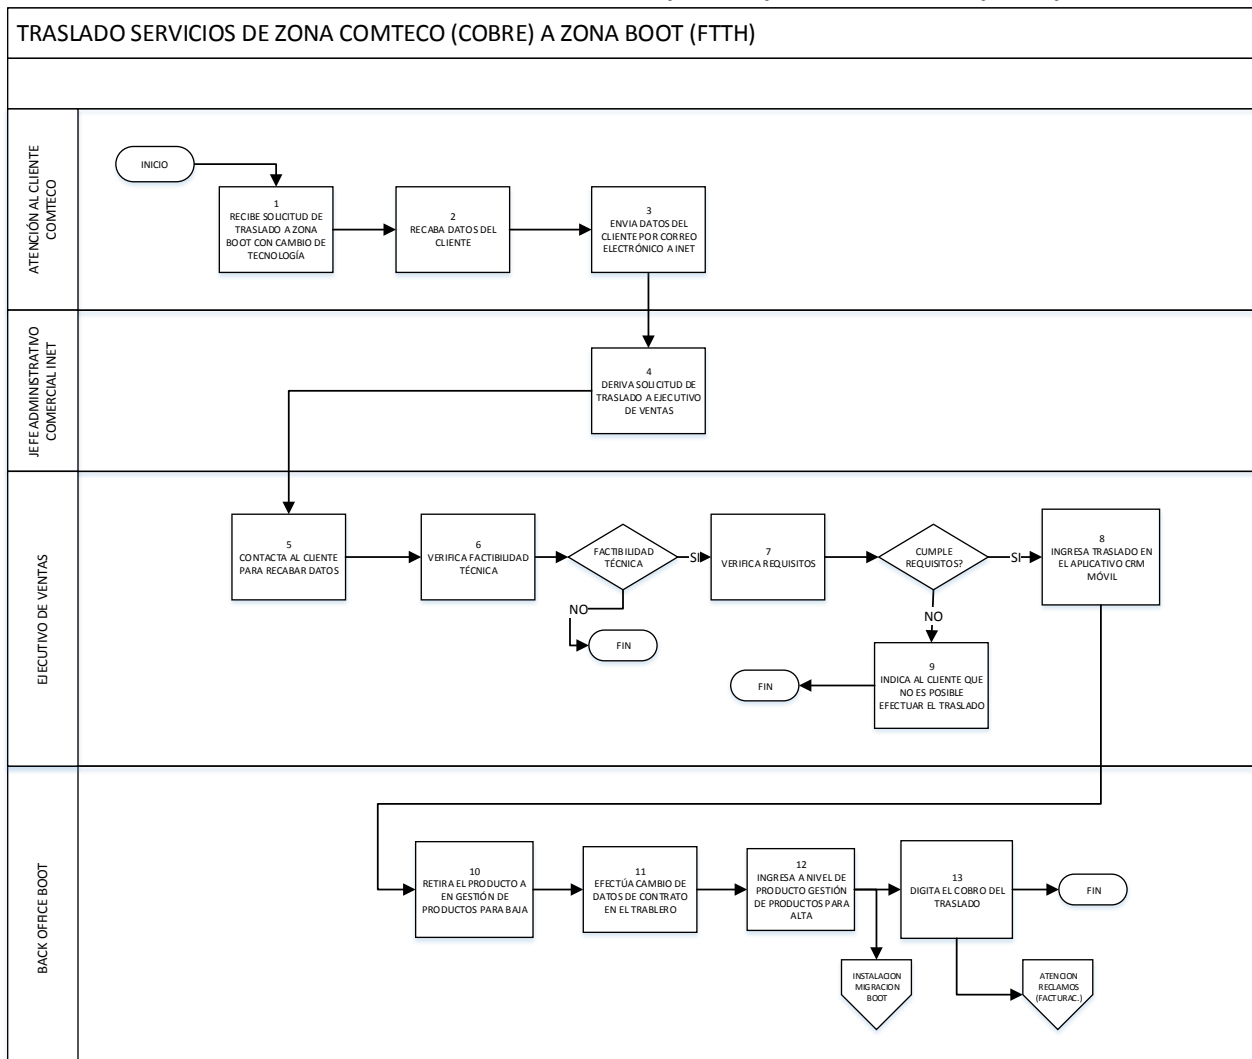 TRASLADO SERVICIOS DE ZONA COMTECO (COBRE) A ZONA BOOT (FTTH)
ATENCIÓN AL CLIENTE
COMTECO
INICIO
1
RECIBE SOLICITUD DE
TRASLADO A ZONA
BOOT CON CAMBIO DE
TECNOLOGÍA
2
RECABA DATOS DEL
CLIENTE
3
ENVIA DATOS DEL
CLIENTE POR CORREO
ELECTRÓNICO A INET
JEFE ADMINISTRATIVO
COMERCIAL INET
4
DERIVA SOLICITUD DE
TRASLADO A EJECUTIVO
DE VENTAS
EJECUTIVO DE VENTAS
5
CONTACTA AL CLIENTE
PARA RECABAR DATOS
6
VERIFICA FACTIBILIDAD
TÉCNICA
FACTIBILIDAD
TÉCNICA
SI
NO
FIN
7
VERIFICA REQUISITOS
CUMPLE
REQUISITOS?
SI
NO
8
INGRESA TRASLADO EN
EL APLICATIVO CRM
MÓVIL
9
INDICA AL CLIENTE QUE
NO ES POSIBLE
EFECTUAR EL TRASLADO
FIN
BACK OFFICE BOOT
10
RETIRA EL PRODUCTO A
EN GESTIÓN DE
PRODUCTOS PARA BAJA
11
EFECTÚA CAMBIO DE
DATOS DE CONTRATO
EN EL TRABLERO
12
INGRESA A NIVEL DE
PRODUCTO GESTIÓN
DE PRODUCTOS PARA
ALTA
13
DIGITA EL COBRO DEL
TRASLADO
FIN
INSTALACION
MIGRACION
BOOT
ATENCION
RECLAMOS
(FACTURAC.)